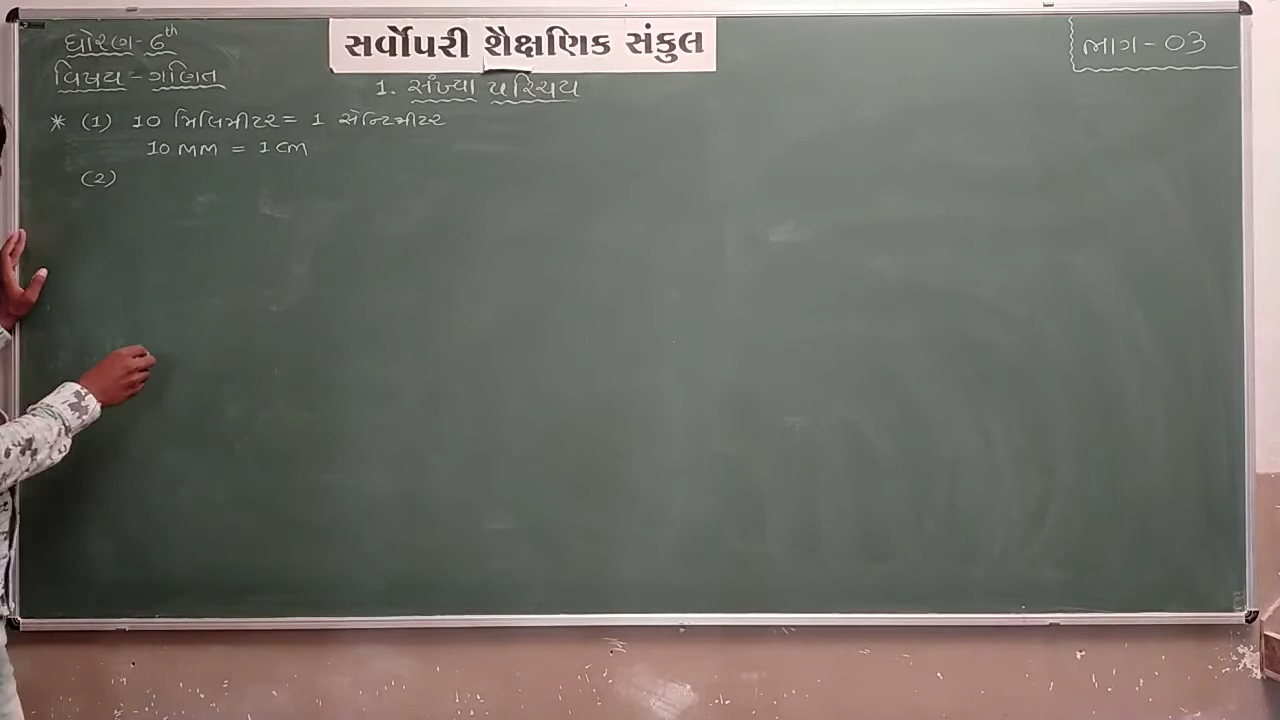 ધોરણ - 6th
સર્વોપરી શૈક્ષણિક સંકુલ
ભાગ - 03
વિષય - ગણિત
1. સંખ્યા પરિચય
* (1) 10 મિલિમીટર = 1 સેન્ટિમીટર
10 mm = 1 cm
(2)